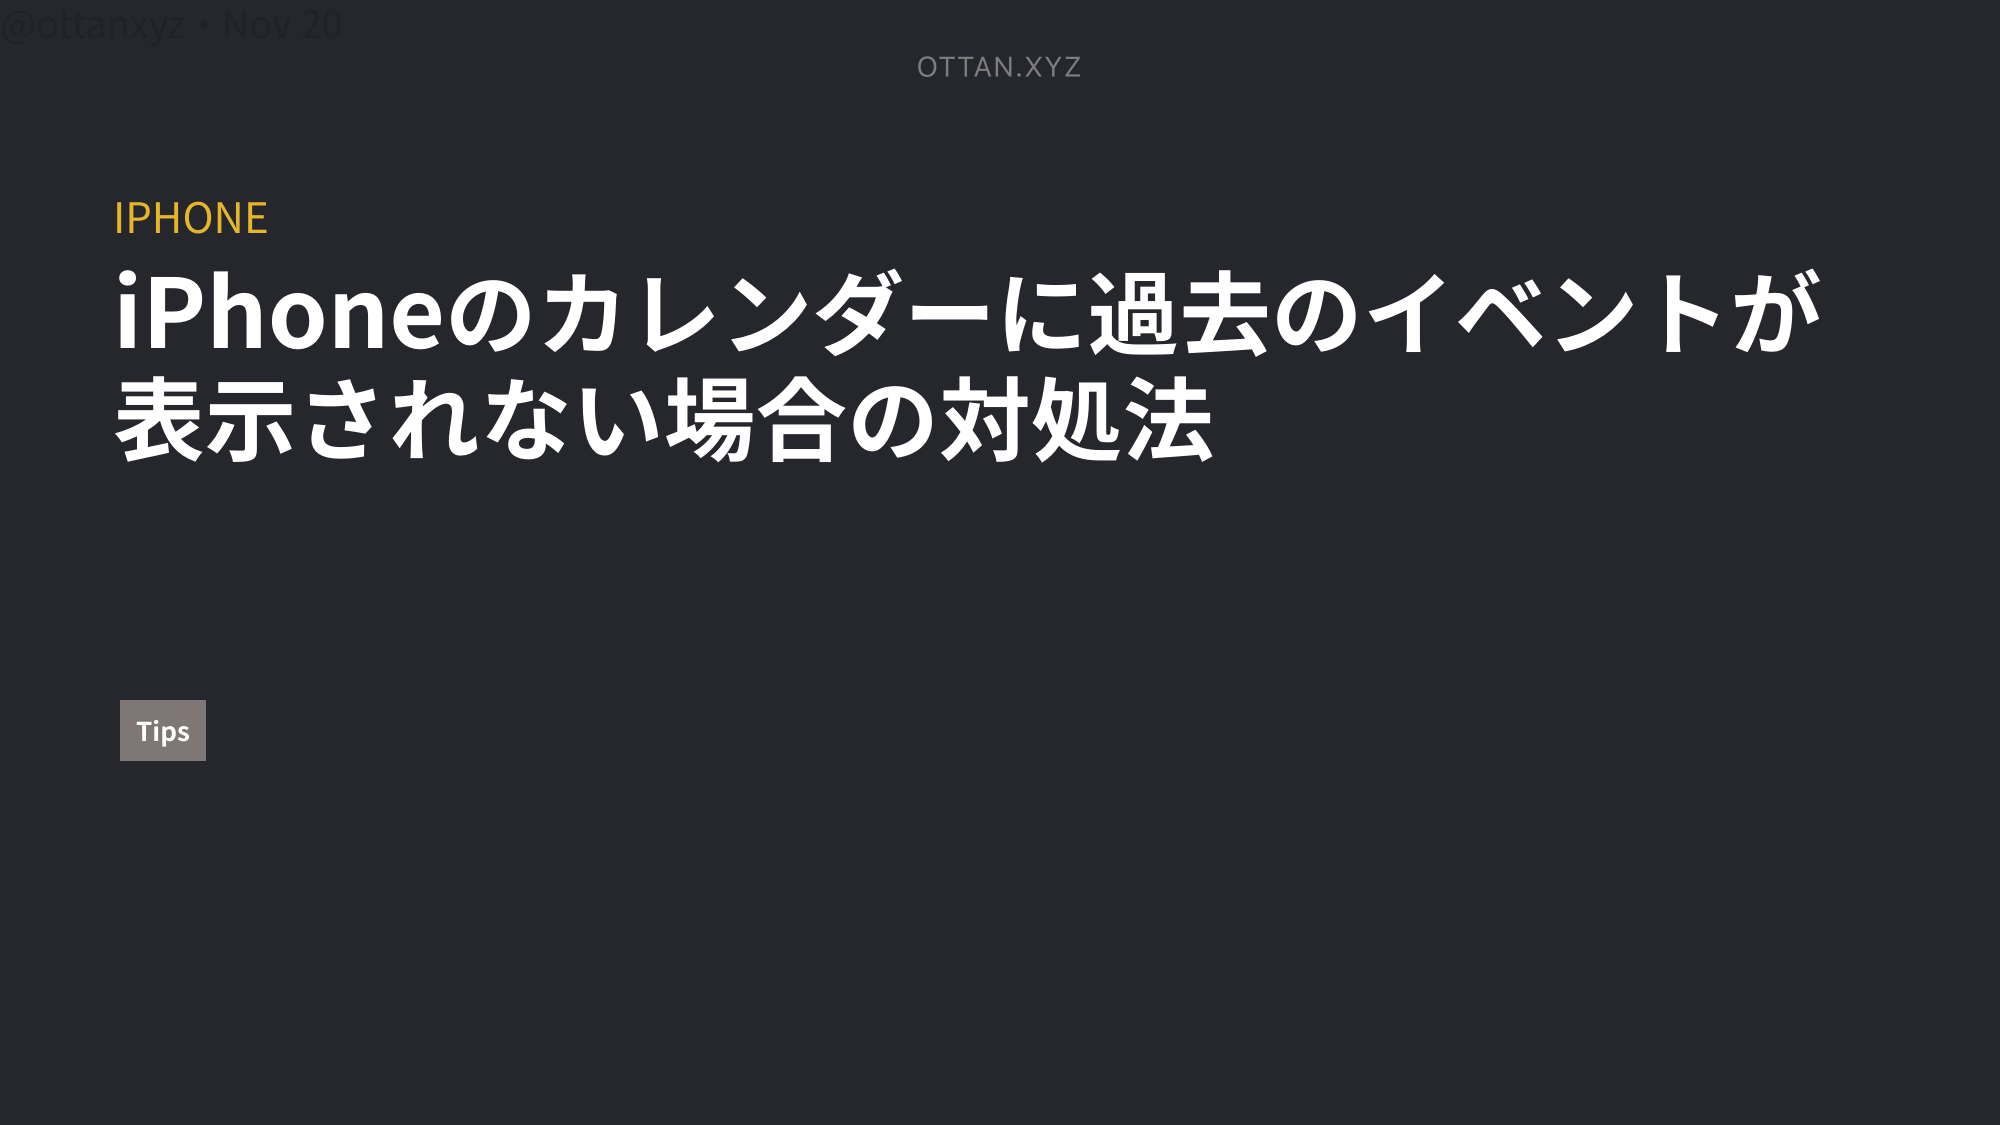 @ottanxyz・Nov 20
OTTAN.XYZ
IPHONE
iPhoneのカレンダーに過去のイベントが
表示されない場合の対処法
Tips